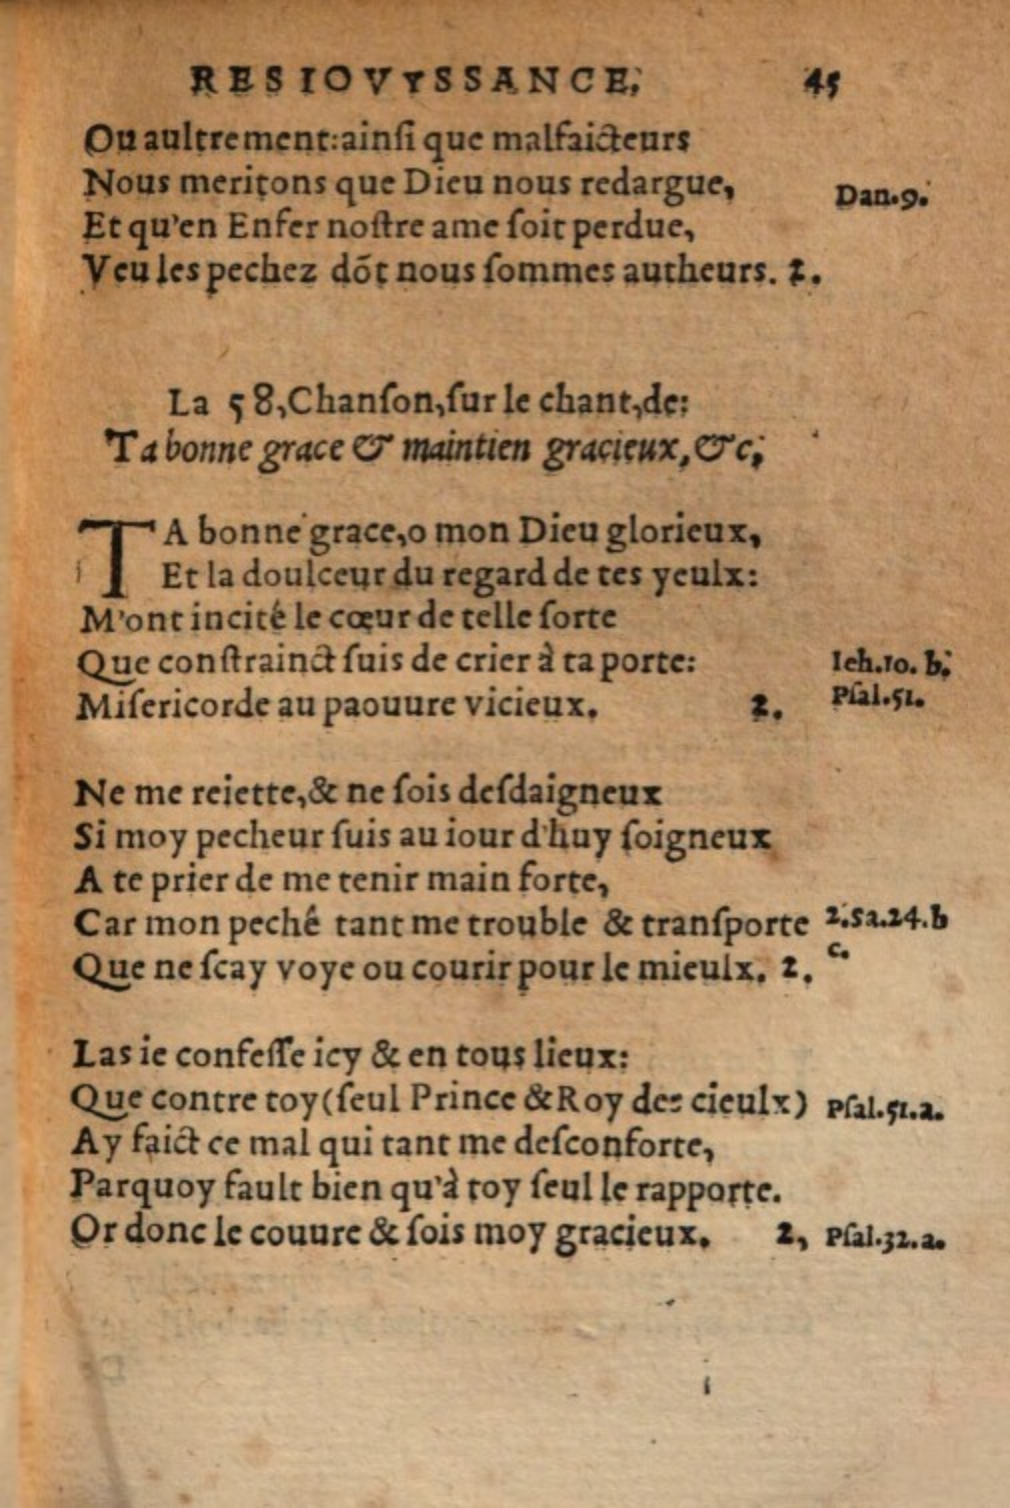 RESIOVYSSANCE. 45
Ou aultrement: ainſi que malfaicteurs
Nous meritons que Dieu nous redargue, Dan.9.
Et qu'en Enfer noſtre ame ſoit perdue,
Veu les pechez dõt nous ſommes autheurs. 2.
La 58, Chanſon, ſur le chant, de:
Ta bonne grace & maintien gracieux, &c,
TA bonne grace, o mon Dieu glorieux,
Et la doulceur du regard de tes yeulx:
M'ont incité le cœur de telle ſorte
Que conſtrainct ſuis de crier à ta porte: Ieh.10. b.
Miſericorde au paouure vicieux. 2. Pſal.51.
Ne me reiette, & ne ſois deſdaigneux
Si moy pecheur ſuis au iour d'huy ſoigneux
A te prier de me tenir main forte,
Car mon peché tant me trouble & tranſporte 2.Sa.24.b
Que ne ſcay voye ou courir pour le mieulx. 2. c.
Las ie confeſſe icy & en tous lieux:
Que contre toy (ſeul Prince & Roy des cieulx) Pſal.51.a.
Ay faict ce mal qui tant me deſconforte,
Parquoy fault bien qu'à toy ſeul le rapporte.
Or donc le couure & ſois moy gracieux. 2, Pſal.32.a.